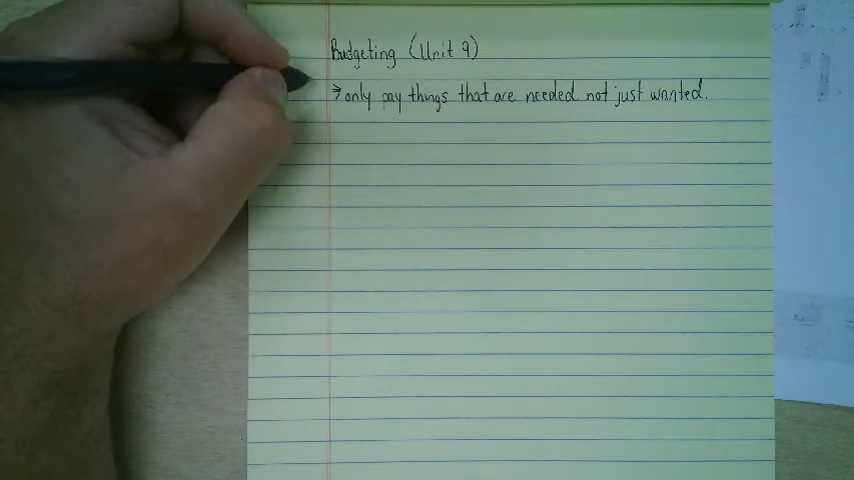 Budgeting (Unit 9)
→ only pay things that are needed not just wanted.